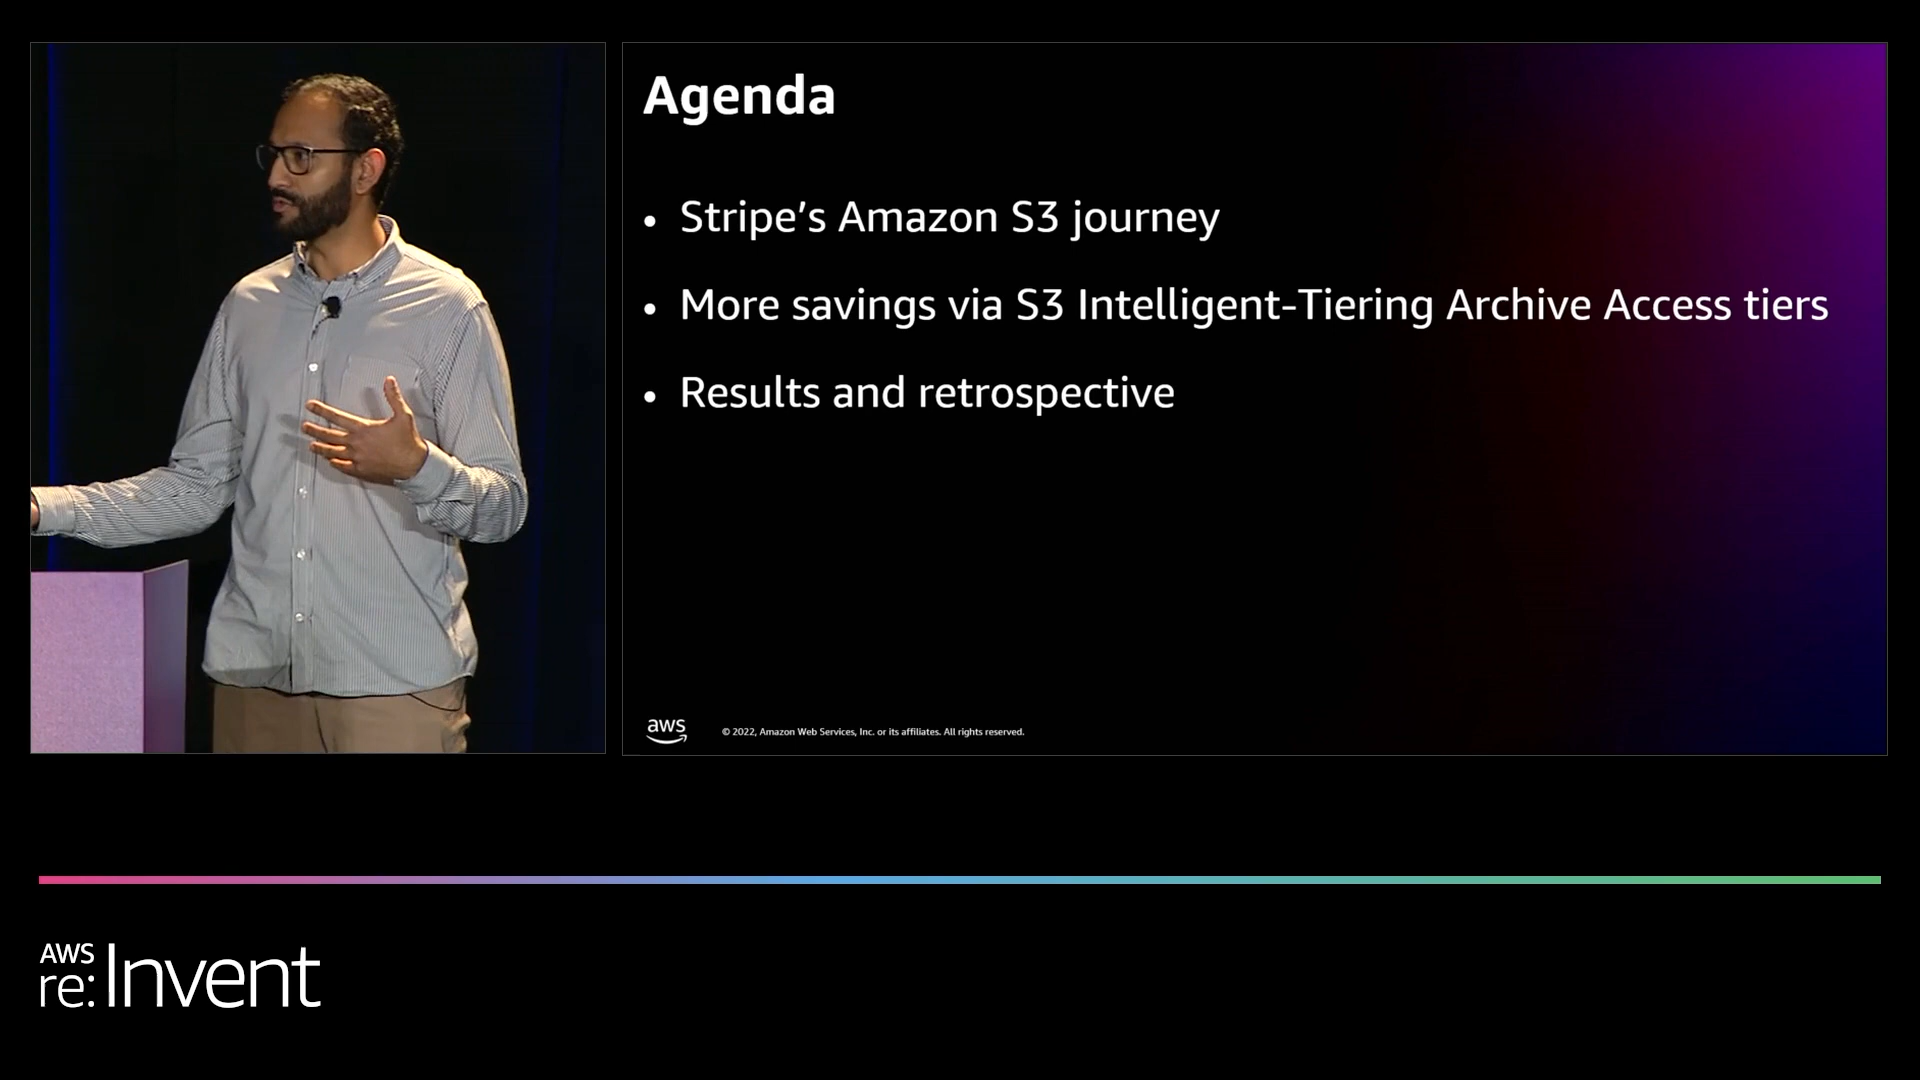 Agenda
• Stripe’s Amazon S3 journey
• More savings via S3 Intelligent-Tiering Archive Access tiers
• Results and retrospective
aws
© 2022, Amazon Web Services, Inc. or its affiliates. All rights reserved.
AWS
re:Invent